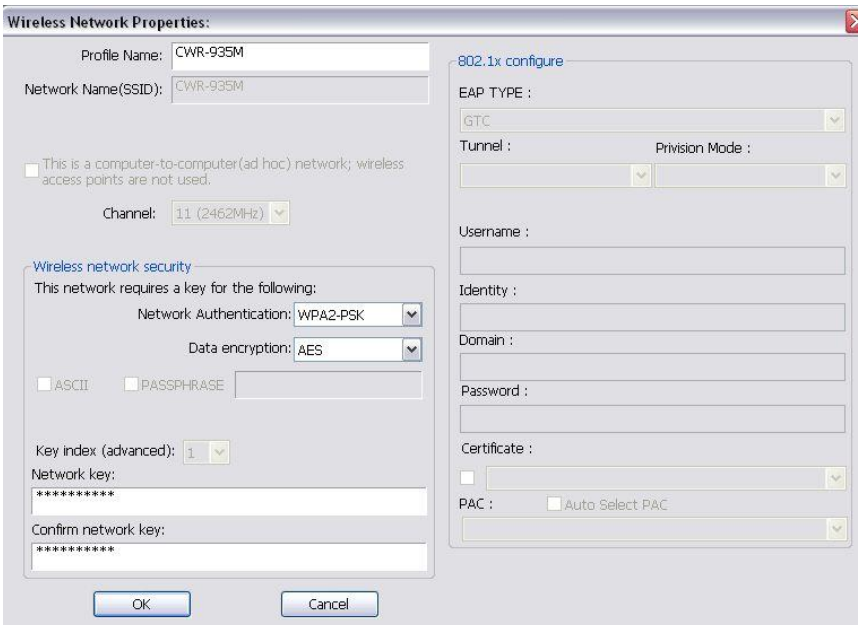 Wireless Network Properties:
Profile Name: CWR-935M
Network Name(SSID): CWR-935M
This is a computer-to-computer(ad hoc) network; wireless
access points are not used.
Channel: 11 (2462MHz)
Wireless network security
This network requires a key for the following:
Network Authentication: WPA2-PSK
Data encryption: AES
ASCII PASSPHRASE
Key index (advanced): 1
Network key:
**********
Confirm network key:
**********
OK Cancel
802.1x configure
EAP TYPE :
GTC
Tunnel : Privision Mode :
Username :
Identity :
Domain :
Password :
Certificate :
PAC : Auto Select PAC